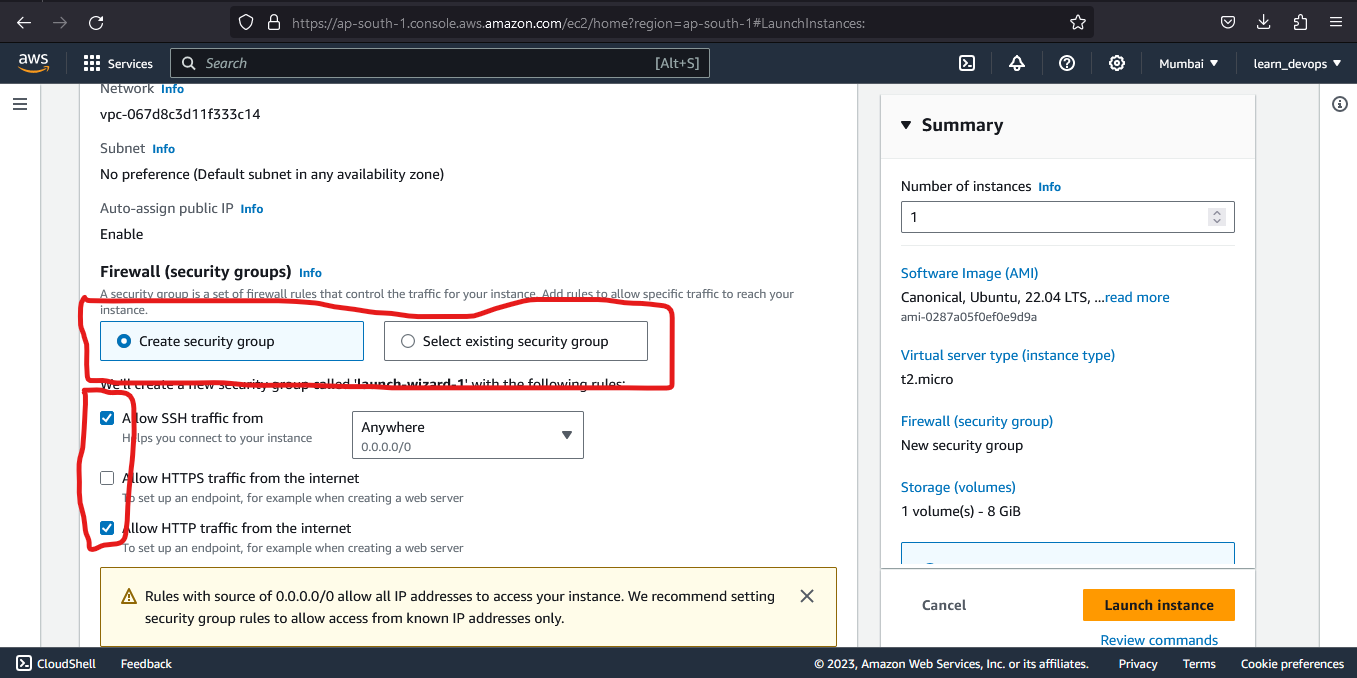 https://ap-south-1.console.aws.amazon.com/ec2/home?region=ap-south-1#LaunchInstances:
aws Services Search [Alt+S] Mumbai learn_devops
Network Info
vpc-067d8c3d11f333c14
Subnet Info
No preference (Default subnet in any availability zone)
Auto-assign public IP Info
Enable
Firewall (security groups) Info
A security group is a set of firewall rules that control the traffic for your instance. Add rules to allow specific traffic to reach your
instance.
Create security group
Select existing security group
We'll create a new security group called 'launch-wizard-1' with the following rules:
Allow SSH traffic from
Helps you connect to your instance
Anywhere
0.0.0.0/0
Allow HTTPS traffic from the internet
To set up an endpoint, for example when creating a web server
Allow HTTP traffic from the internet
To set up an endpoint, for example when creating a web server
Rules with source of 0.0.0.0/0 allow all IP addresses to access your instance. We recommend setting
security group rules to allow access from known IP addresses only.
Summary
Number of instances Info
1
Software Image (AMI)
Canonical, Ubuntu, 22.04 LTS, ...read more
ami-0287a05f0ef0e9d9a
Virtual server type (instance type)
t2.micro
Firewall (security group)
New security group
Storage (volumes)
1 volume(s) - 8 GiB
Cancel
Launch instance
Review commands
CloudShell Feedback © 2023, Amazon Web Services, Inc. or its affiliates. Privacy Terms Cookie preferences